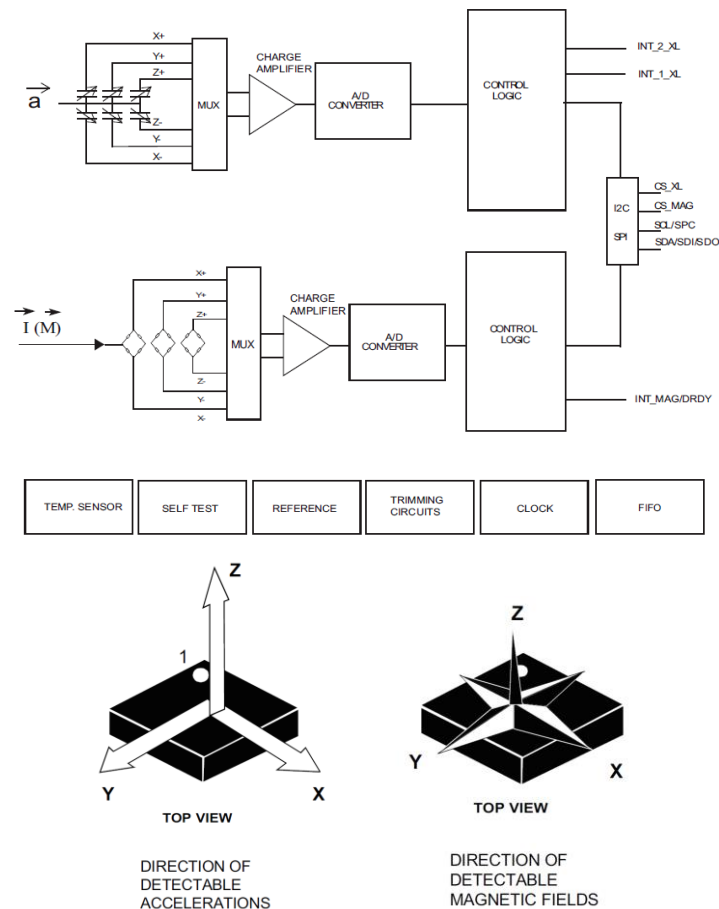 X+
Y+
Z+
a
Z-
Y-
X-
MUX
CHARGE
AMPLIFIER
A/D
CONVERTER
CONTROL
LOGIC
INT_2_XL
INT_1_XL
I2C
SPI
CS_XL
CS_MAG
SCL/SPC
SDA/SDI/SDO
X+
Y+
Z+
I (M)
Z-
Y-
X-
MUX
CHARGE
AMPLIFIER
A/D
CONVERTER
CONTROL
LOGIC
INT_MAG/DRDY
TEMP. SENSOR
SELF TEST
REFERENCE
TRIMMING
CIRCUITS
CLOCK
FIFO
Z
1
Y
X
TOP VIEW
DIRECTION OF
DETECTABLE
ACCELERATIONS
Z
Y
X
TOP VIEW
DIRECTION OF
DETECTABLE
MAGNETIC FIELDS